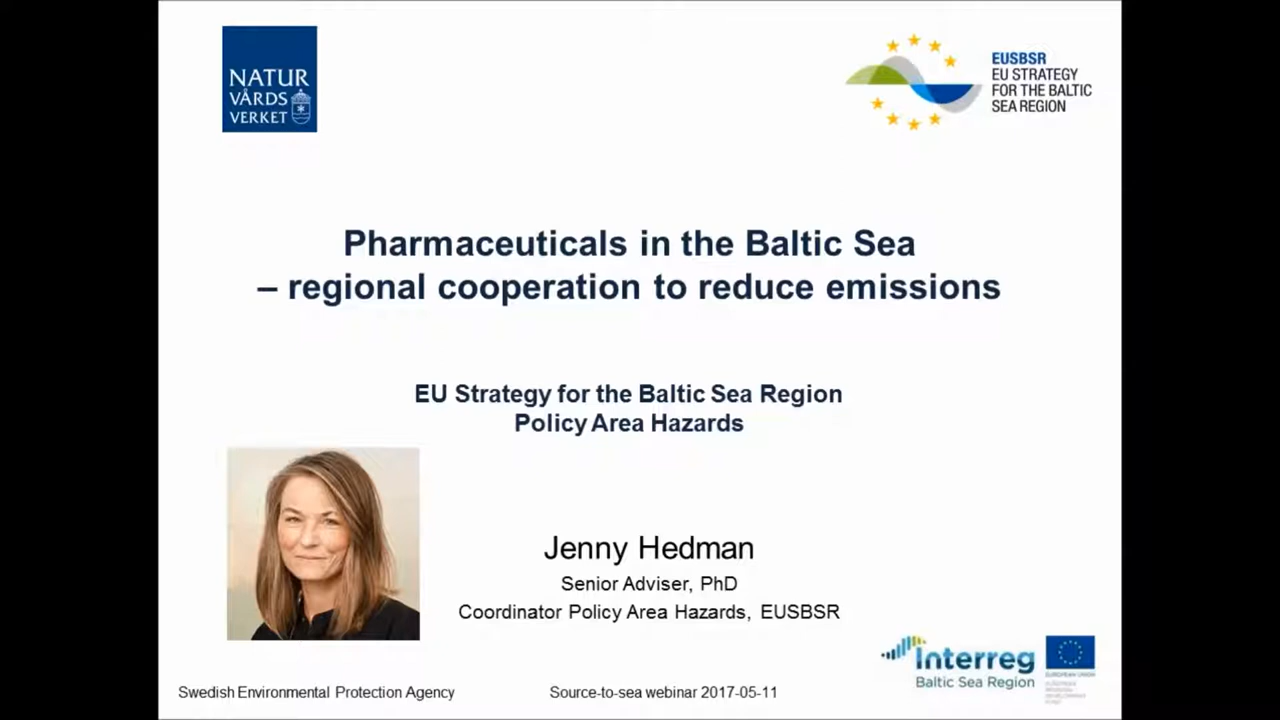 NATUR
VÅRDS
VERKET
EUSBSR
EU STRATEGY
FOR THE BALTIC
SEA REGION
Pharmaceuticals in the Baltic Sea
– regional cooperation to reduce emissions
EU Strategy for the Baltic Sea Region
Policy Area Hazards
Jenny Hedman
Senior Adviser, PhD
Coordinator Policy Area Hazards, EUSBSR
Interreg
Baltic Sea Region
EUROPEAN UNION
Swedish Environmental Protection Agency
Source-to-sea webinar 2017-05-11